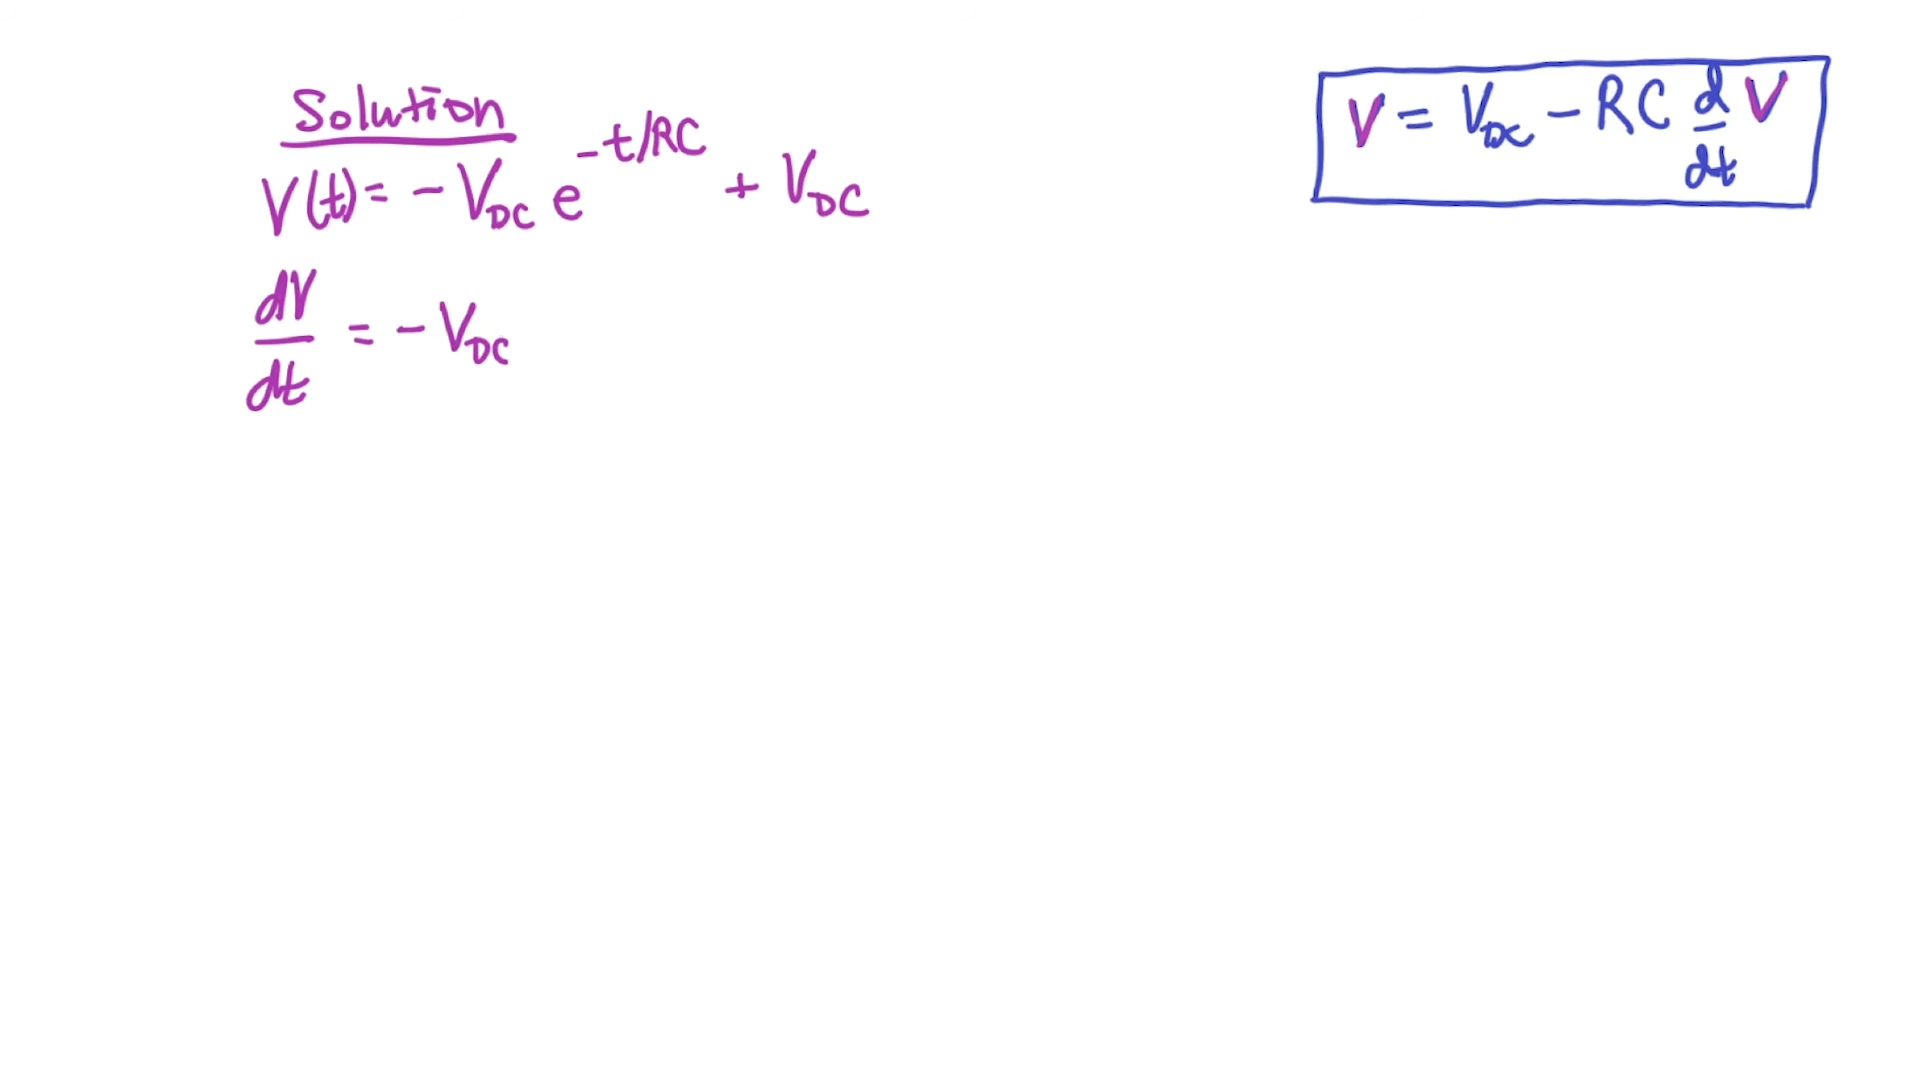 Solution
V(t) = - V_DC e^{-t/RC} + V_DC
dV/dt = - V_DC
V = V_DC - RC d/dt V